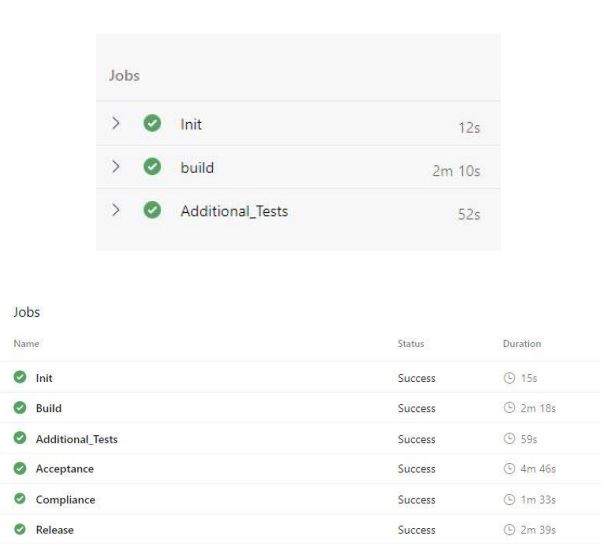 Jobs
Init 12s
build 2m 10s
Additional_Tests 52s
Jobs
Name Status Duration
Init Success 15s
Build Success 2m 18s
Additional_Tests Success 59s
Acceptance Success 4m 46s
Compliance Success 1m 33s
Release Success 2m 39s